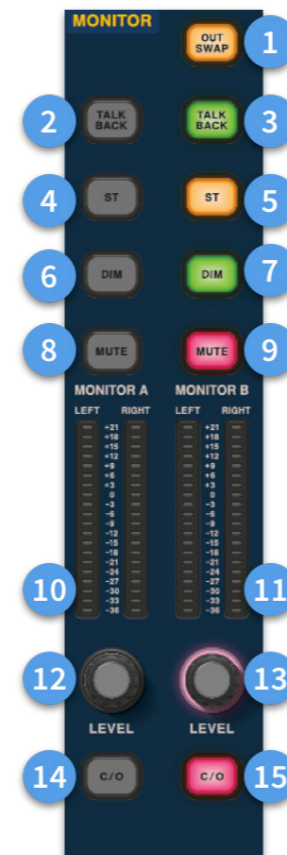 MONITOR
OUT SWAP 1
2 TALK BACK TALK BACK 3
4 ST ST 5
6 DIM DIM 7
8 MUTE MUTE 9
MONITOR A MONITOR B
LEFT RIGHT LEFT RIGHT
+21 +21
+18 +18
+15 +15
+12 +12
+9 +9
+6 +6
+3 +3
0 0
-3 -3
-6 -6
-9 -9
-12 -12
-15 -15
-18 -18
-21 -21
-24 -24
10 -27 -27 11
-30 -30
-33 -33
-36 -36
12 13
LEVEL LEVEL
14 C/O C/O 15